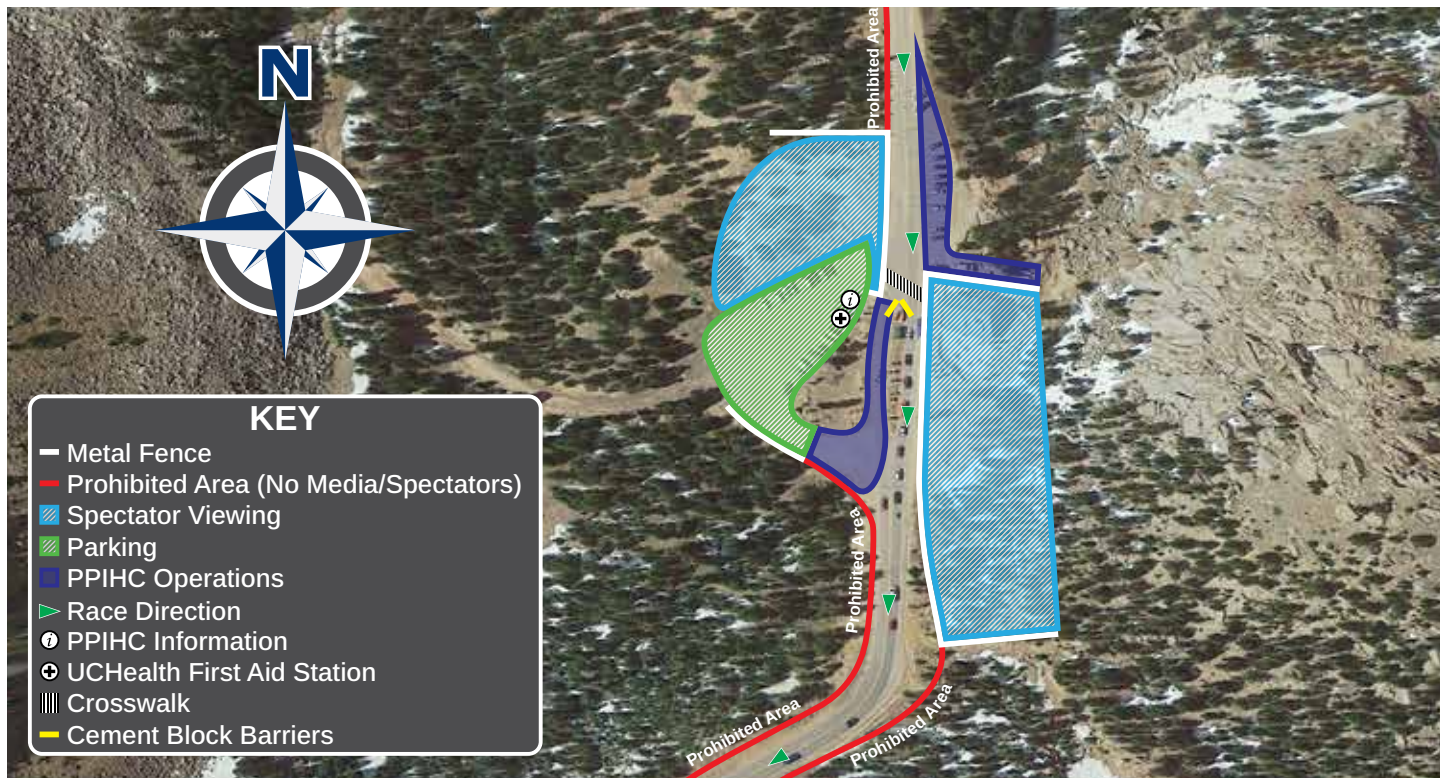 N
Prohibited Area
KEY
Metal Fence
Prohibited Area (No Media/Spectators)
Spectator Viewing
Parking
PPIHC Operations
Race Direction
i PPIHC Information
UCHealth First Aid Station
Crosswalk
Cement Block Barriers
i
Prohibited Area
Prohibited Area
Prohibited Area